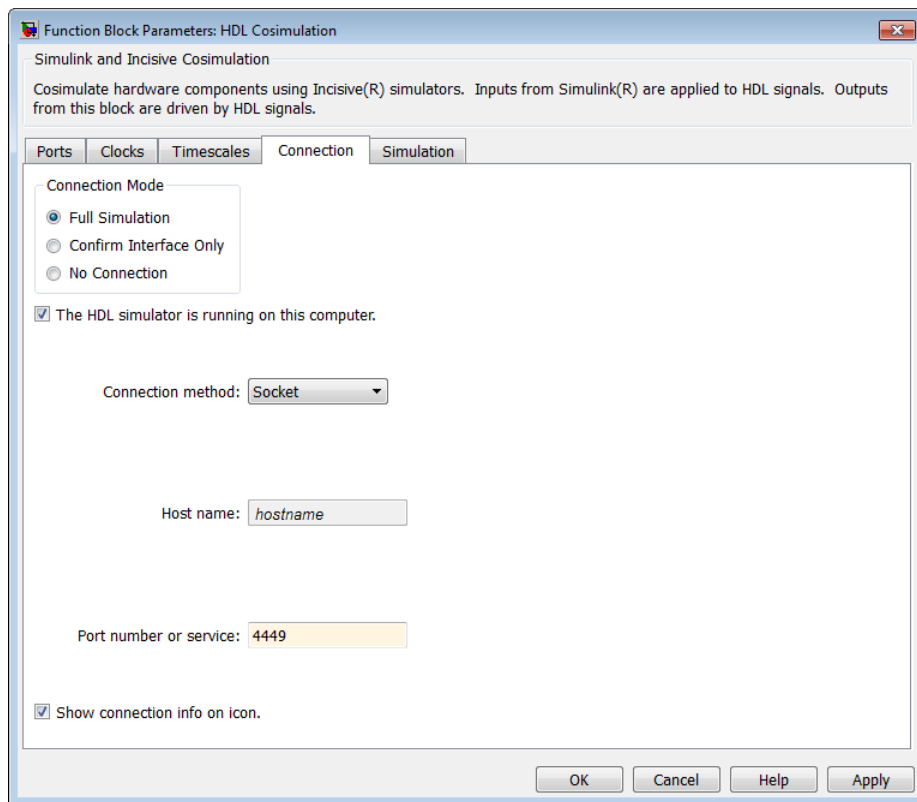 Function Block Parameters: HDL Cosimulation
Simulink and Incisive Cosimulation
Cosimulate hardware components using Incisive(R) simulators.  Inputs from Simulink(R) are applied to HDL signals.  Outputs
from this block are driven by HDL signals.
Ports Clocks Timescales Connection Simulation
Connection Mode
Full Simulation
Confirm Interface Only
No Connection
The HDL simulator is running on this computer.
Connection method: Socket
Host name: hostname
Port number or service: 4449
Show connection info on icon.
OK Cancel Help Apply